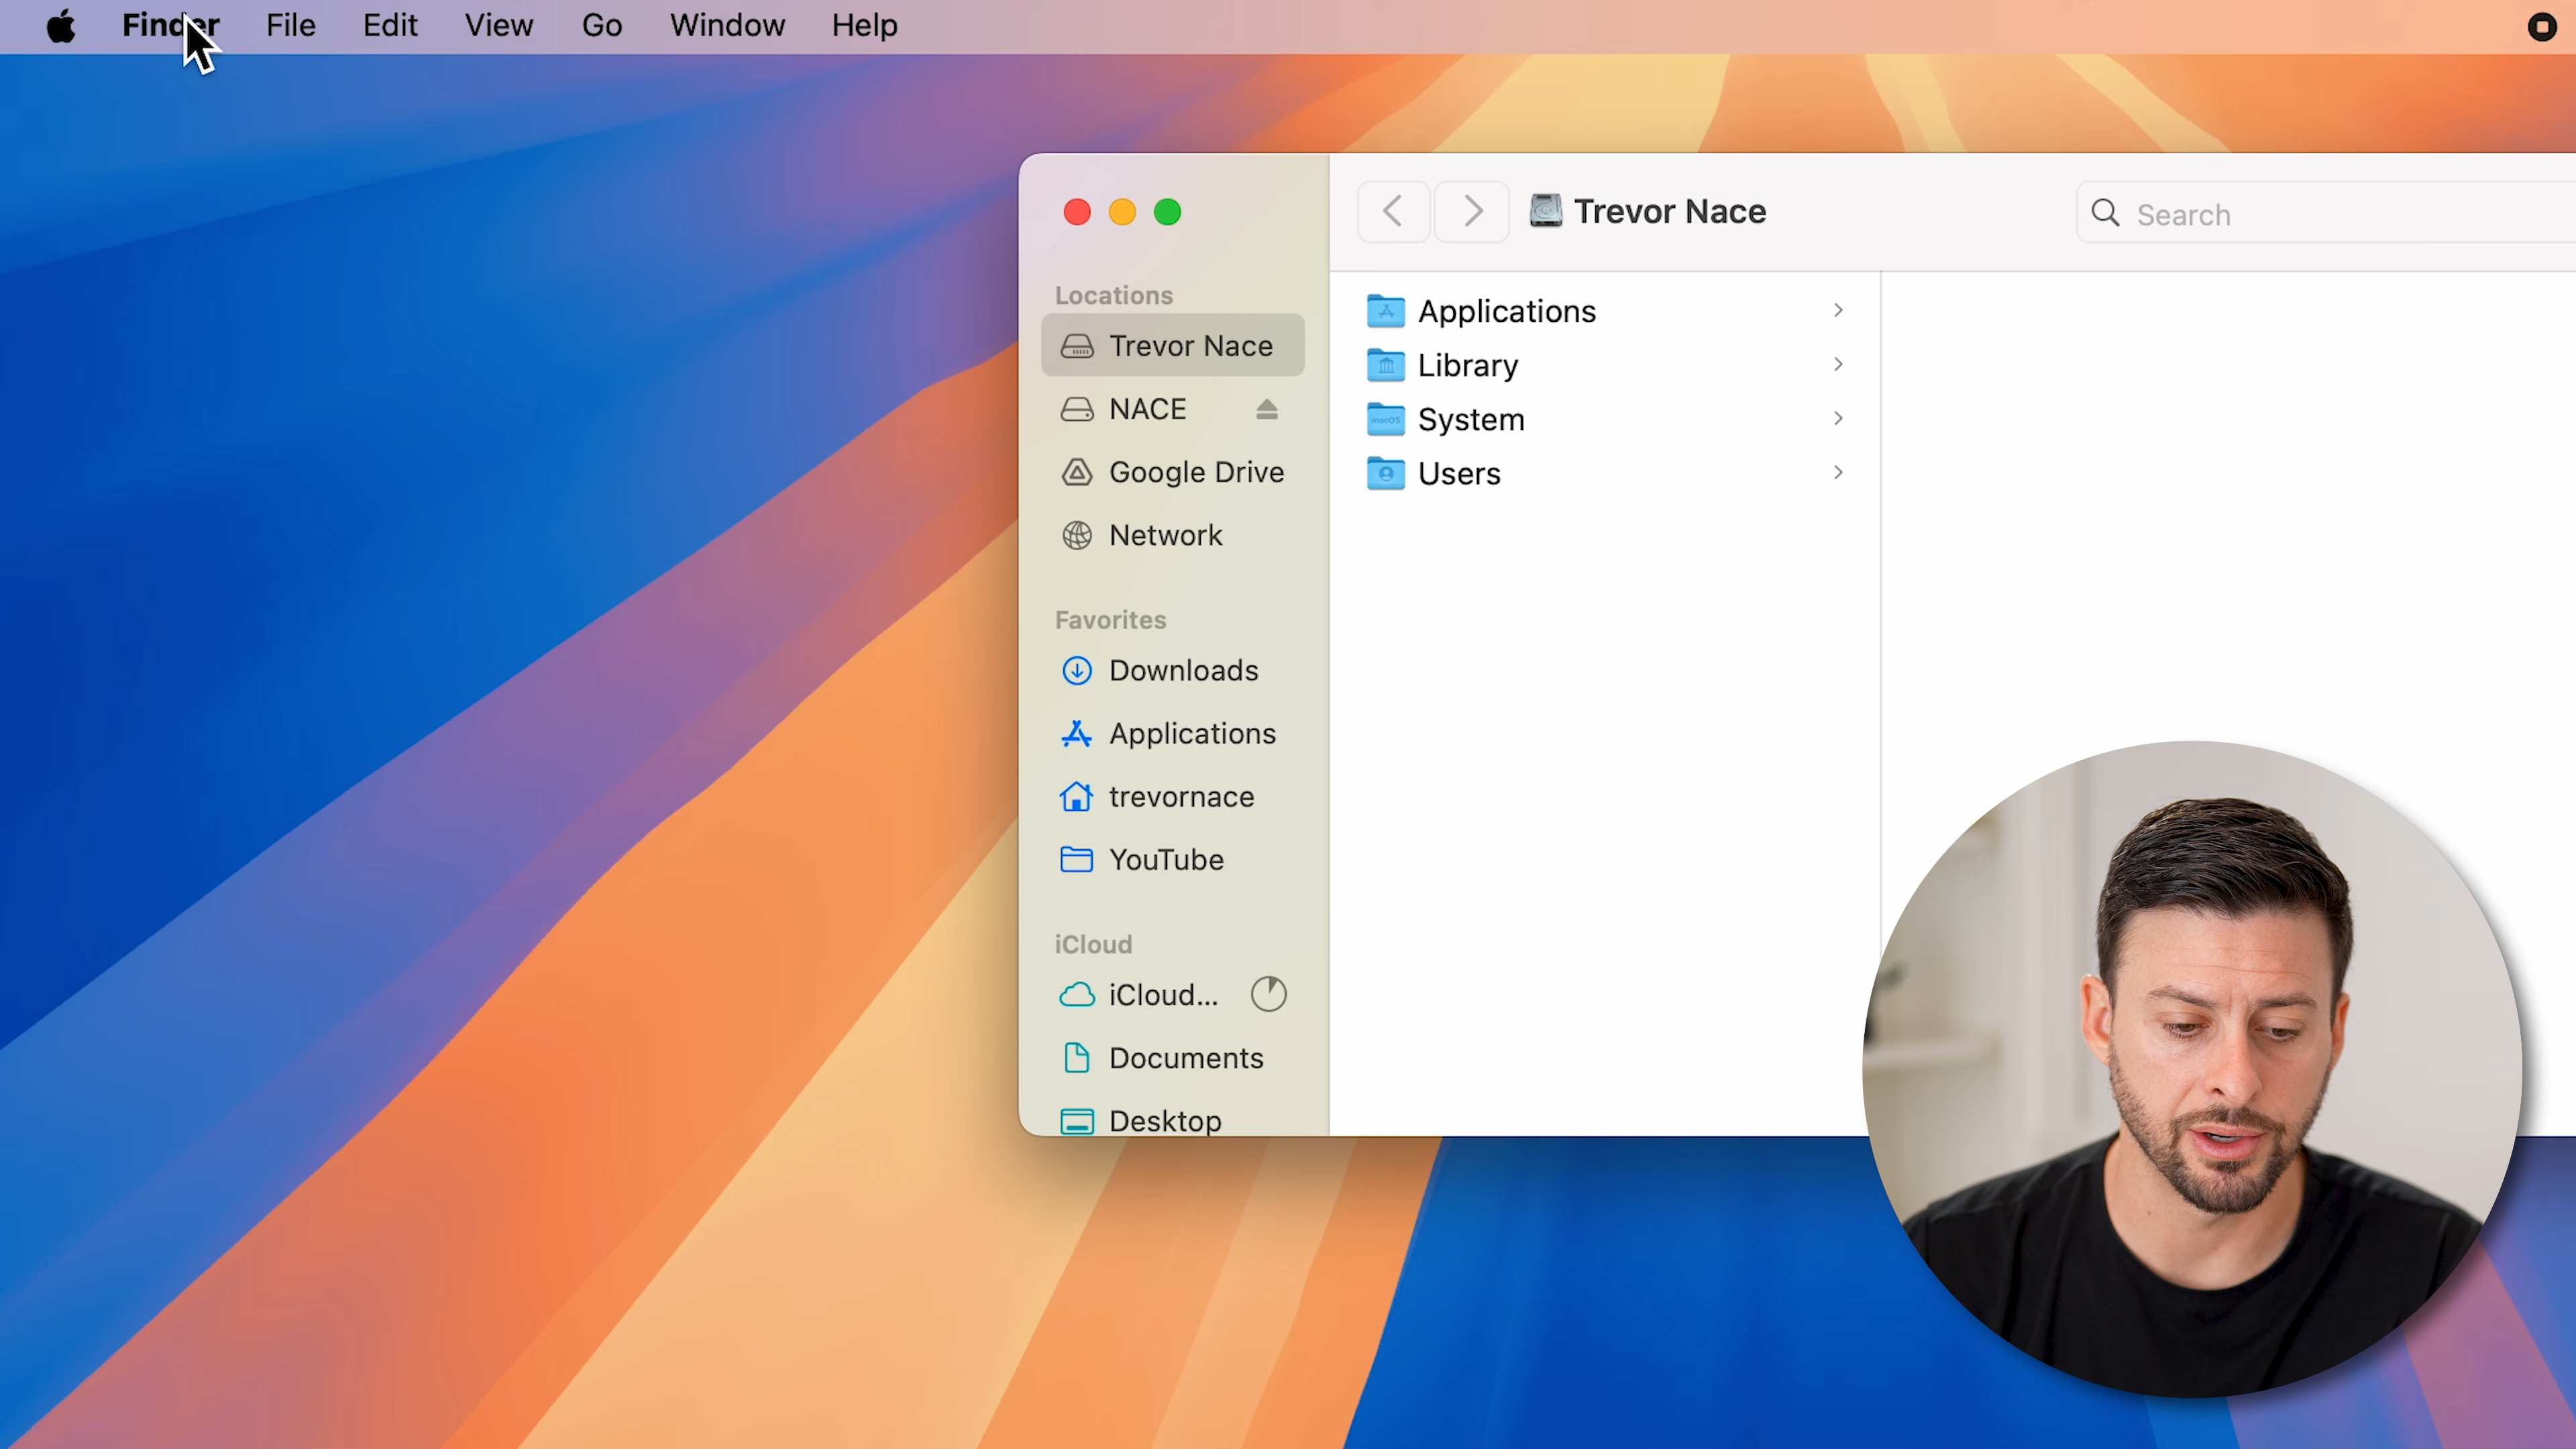 Finder File Edit View Go Window Help
Trevor Nace
Search
Locations
Trevor Nace
NACE
Google Drive
Network
Favorites
Downloads
Applications
trevornace
YouTube
iCloud
iCloud...
Documents
Desktop
Applications
Library
macOS
System
Users